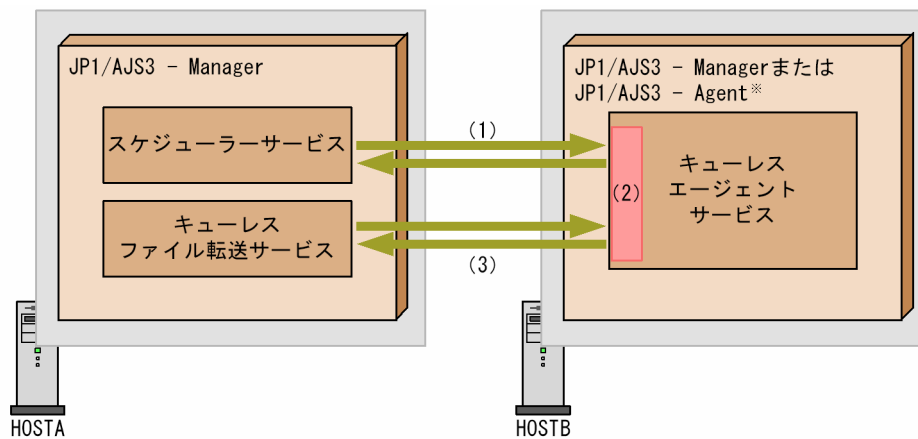 JP1/AJS3 - Manager
スケジューラーサービス
キューレス
ファイル転送サービス
(1)
(3)
JP1/AJS3 - Managerまたは
JP1/AJS3 - Agent※
(2)
キューレス
エージェント
サービス
HOSTA
HOSTB